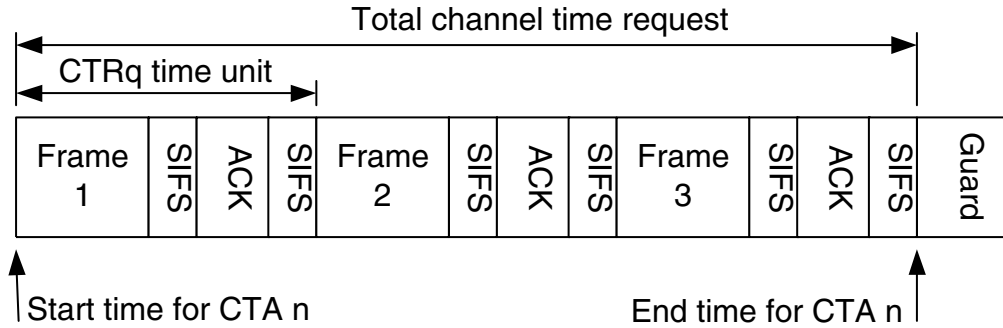 Total channel time request
CTRq time unit
Frame
1
SIFS
ACK
SIFS
Frame
2
SIFS
ACK
SIFS
Frame
3
SIFS
ACK
SIFS
Guard
Start time for CTA n
End time for CTA n